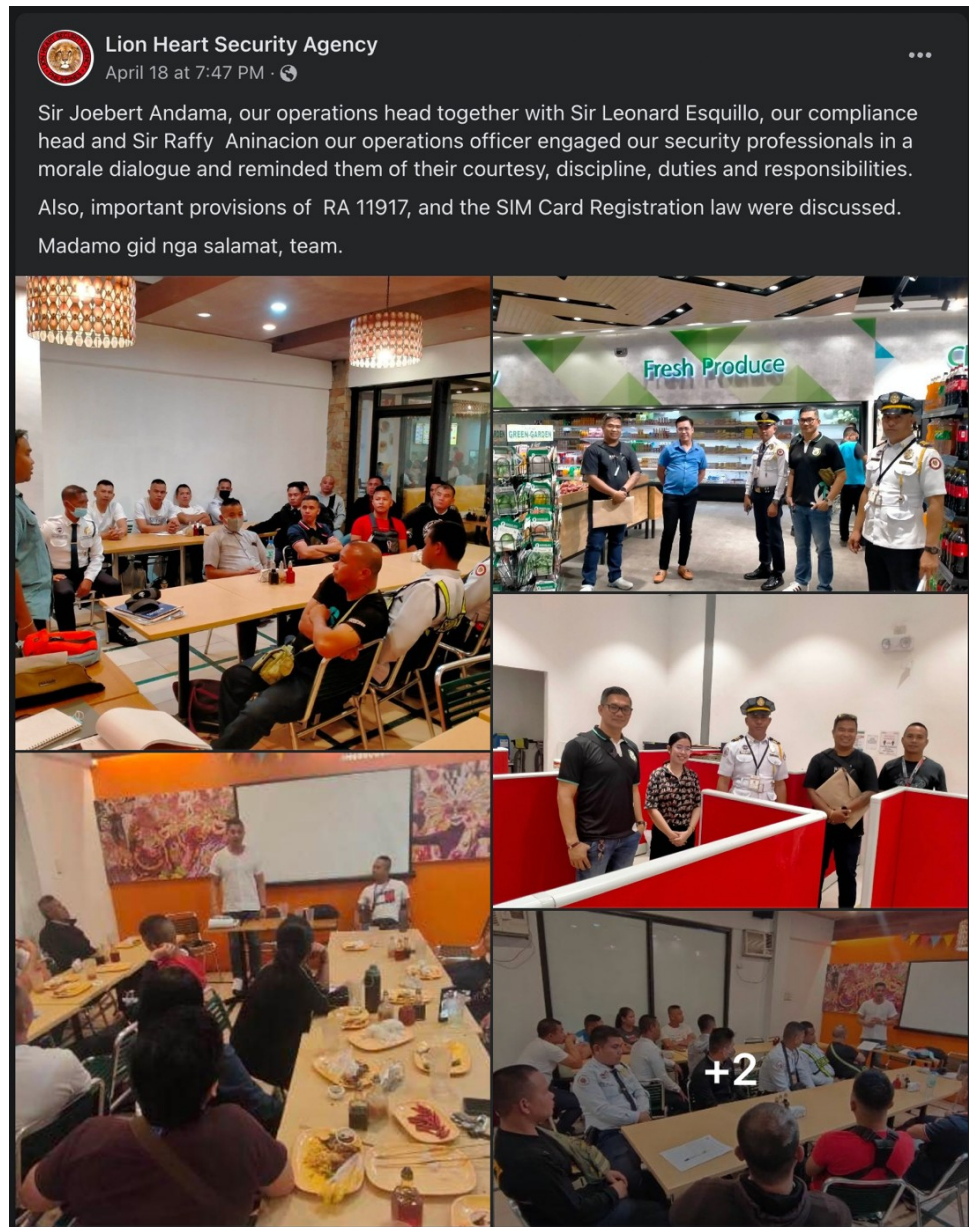 Lion Heart Security Agency
April 18 at 7:47 PM ·
Sir Joebert Andama, our operations head together with Sir Leonard Esquillo, our compliance
head and Sir Raffy  Aninacion our operations officer engaged our security professionals in a
morale dialogue and reminded them of their courtesy, discipline, duties and responsibilities.
Also, important provisions of  RA 11917, and the SIM Card Registration law were discussed.
Madamo gid nga salamat, team.
Fresh Produce
GREEN GARDEN
+2